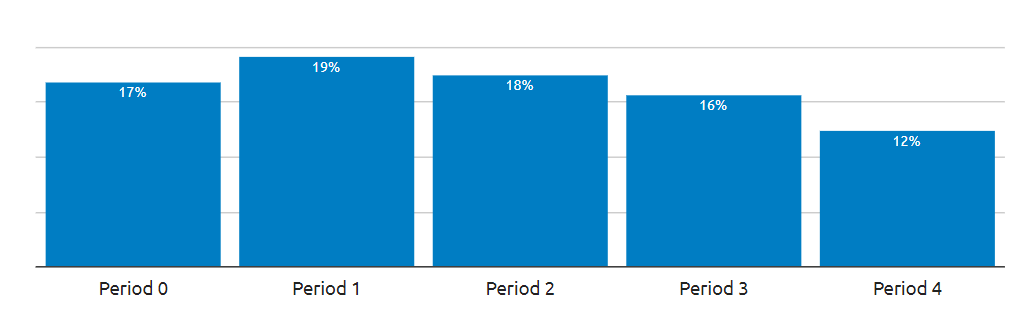 19%
17%
18%
16%
12%
Period 0
Period 1
Period 2
Period 3
Period 4